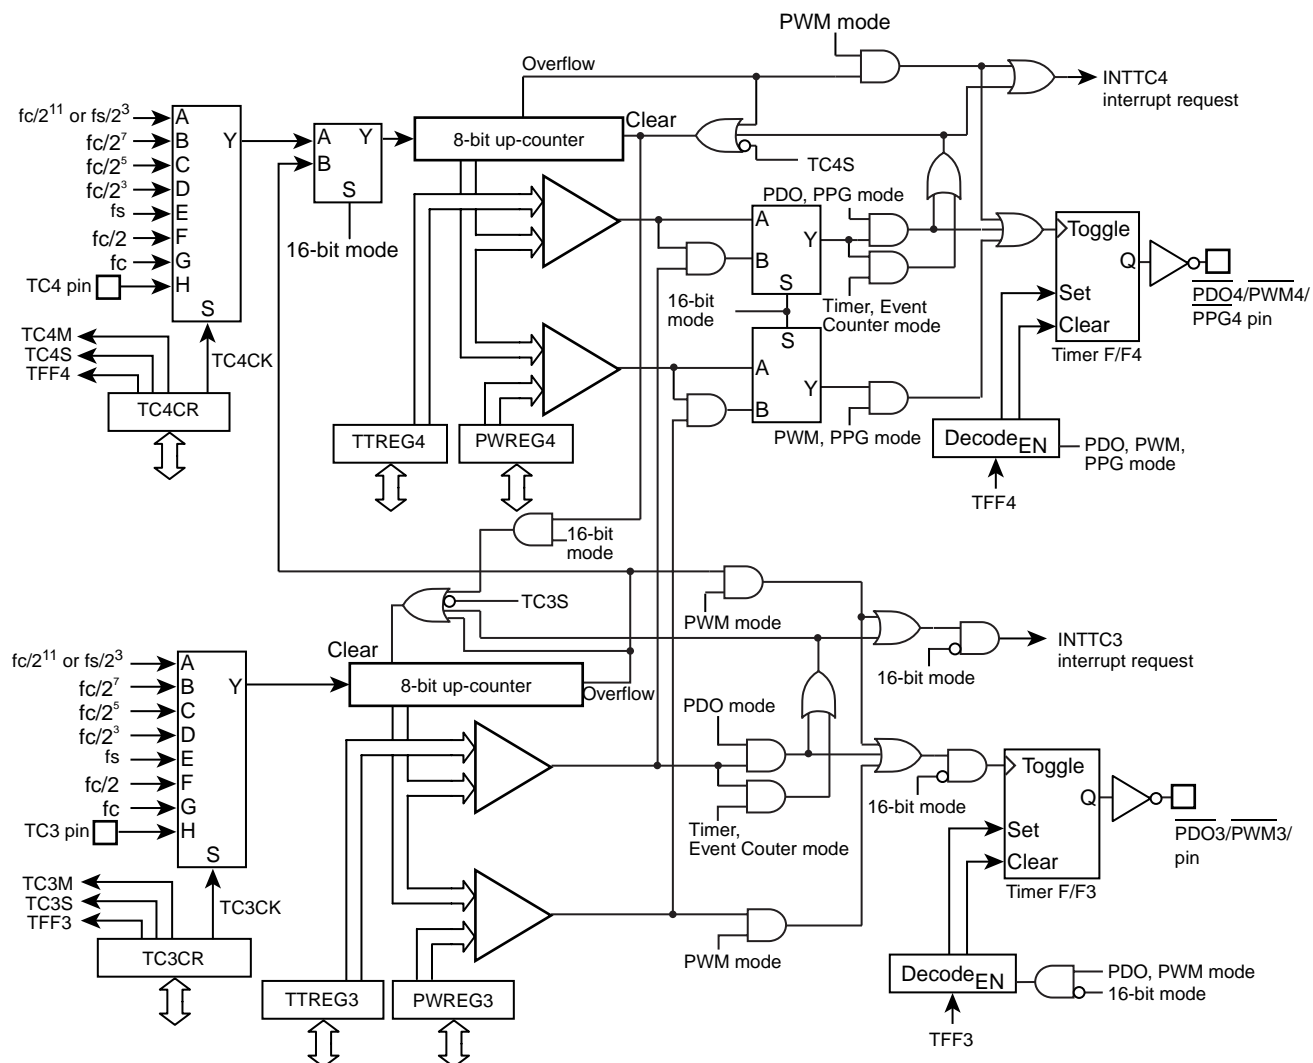 PWM mode
Overflow
INTTC4
interrupt request
fc/2¹¹ or fs/2³
fc/2⁷
fc/2⁵
fc/2³
fs
fc/2
fc
TC4 pin
A
B
C
D
E
F
G
H
Y
S
A
B
Y
S
16-bit mode
8-bit up-counter
Clear
TC4S
PDO, PPG mode
A
B
Y
S
16-bit
mode
Timer, Event
Counter mode
S
A
B
Y
PWM, PPG mode
Toggle
Q
Set
Clear
Timer F/F4
PDO4/PWM4/
PPG4 pin
TC4M
TC4S
TFF4
TC4CK
TC4CR
TTREG4
PWREG4
Decode EN
PDO, PWM,
PPG mode
TFF4
16-bit
mode
TC3S
PWM mode
INTTC3
interrupt request
16-bit mode
Clear
8-bit up-counter
Overflow
fc/2¹¹ or fs/2³
fc/2⁷
fc/2⁵
fc/2³
fs
fc/2
fc
TC3 pin
A
B
C
D
E
F
G
H
Y
S
PDO mode
Timer,
Event Couter mode
16-bit mode
Toggle
Q
Set
Clear
Timer F/F3
PDO3/PWM3/
pin
TC3M
TC3S
TFF3
TC3CK
TC3CR
TTREG3
PWREG3
PWM mode
Decode EN
PDO, PWM mode
16-bit mode
TFF3